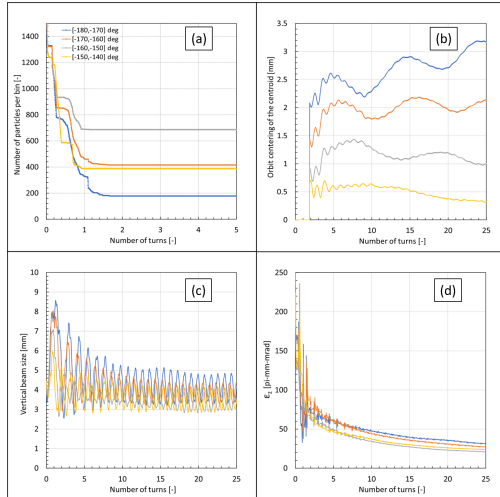 1400
1200
1000
800
600
400
200
0
Number of particles per bin [-]
[-180,-170] deg
[-170,-160] deg
[-160,-150] deg
[-150,-140] deg
(a)
0 1 2 3 4 5
Number of turns [-]
3.5
3
2.5
2
1.5
1
0.5
0
Orbit centering of the centroid [mm]
(b)
0 5 10 15 20 25
Number of turns [-]
10
9
8
7
6
5
4
3
2
1
0
Vertical beam size [mm]
(c)
0 5 10 15 20 25
Number of turns [-]
250
200
150
100
50
0
εz [pi-mm-mrad]
(d)
0 5 10 15 20 25
Number of turns [-]